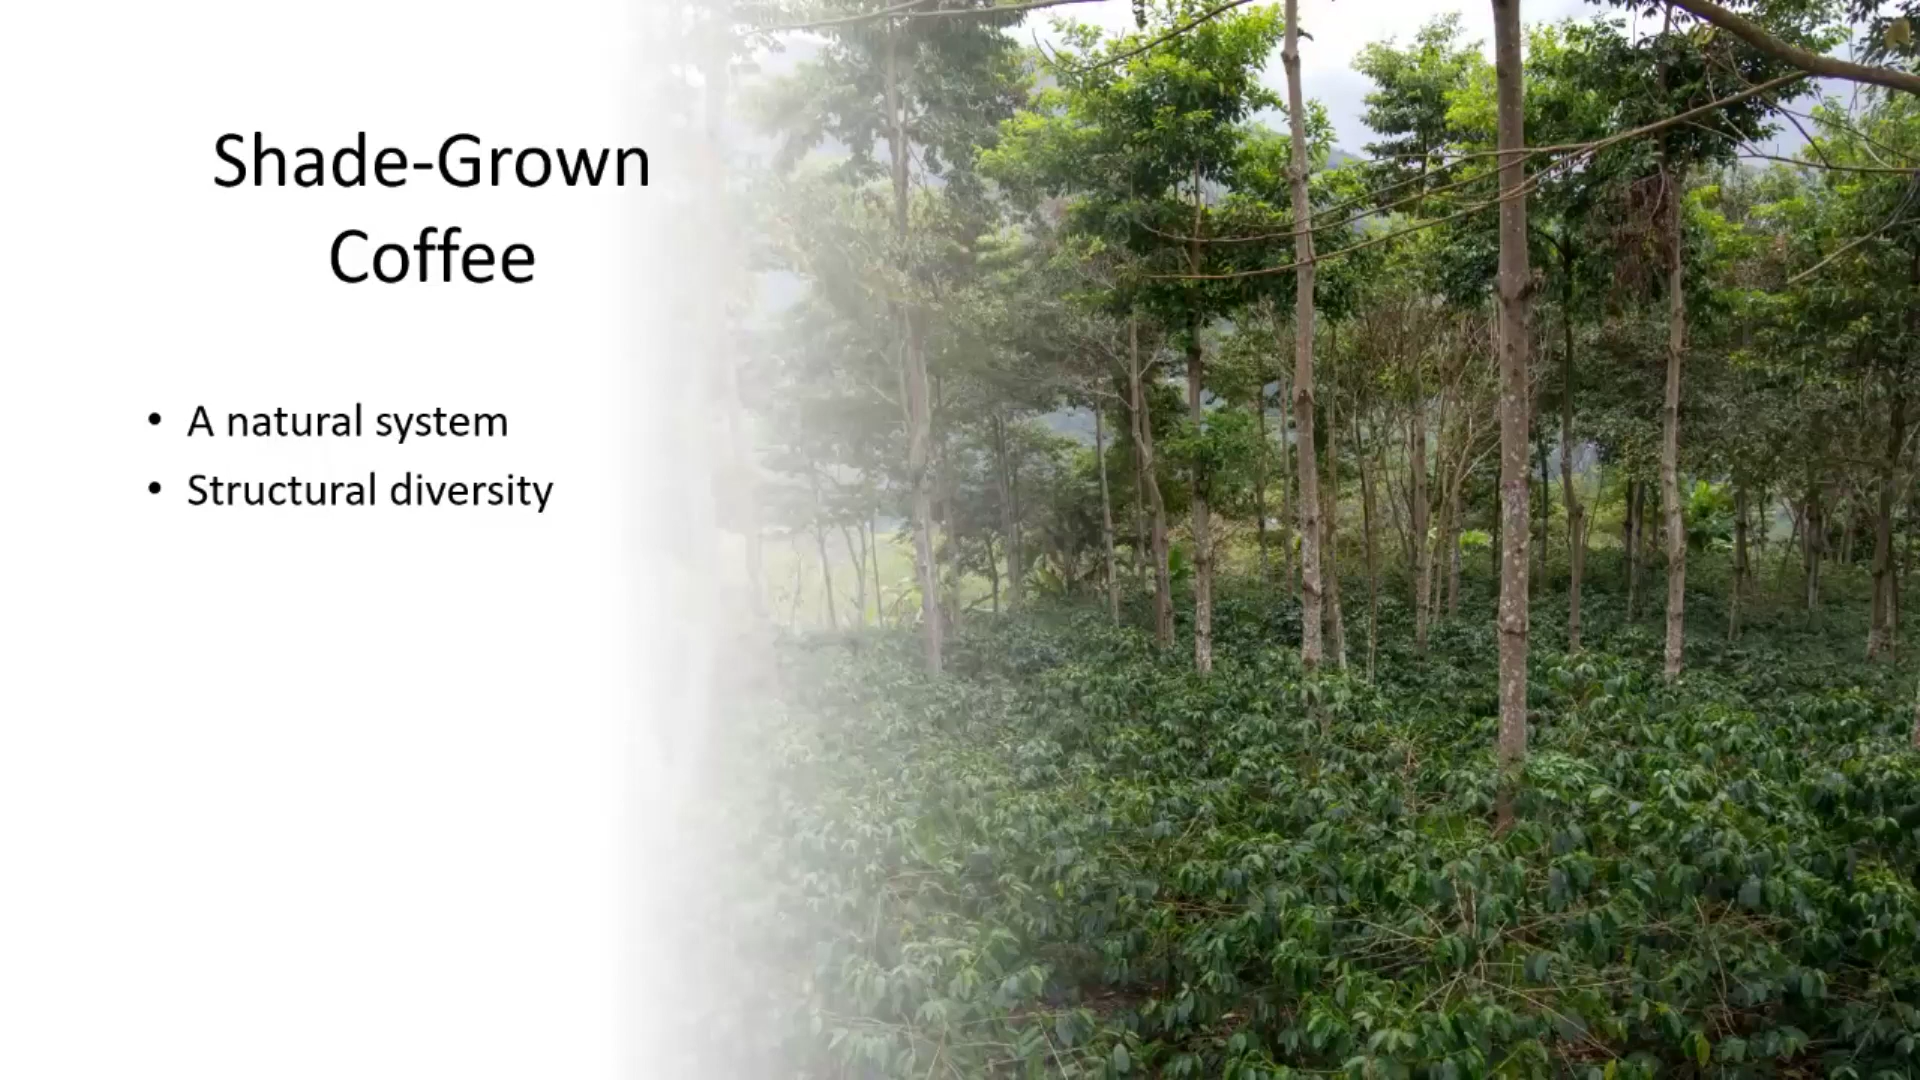 Shade-Grown
Coffee
• A natural system
• Structural diversity